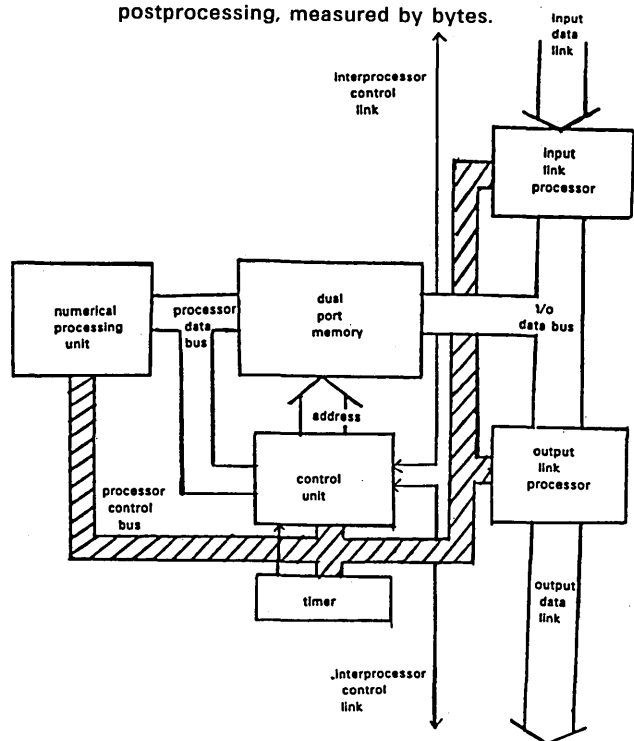 postprocessing, measured by bytes.
input
data
link
interprocessor
control
link
input
link
processor
numerical
processing
unit
processor
data
bus
dual
port
memory
I/o
data bus
address
control
unit
output
link
processor
processor
control
bus
timer
output
data
link
interprocessor
control
link